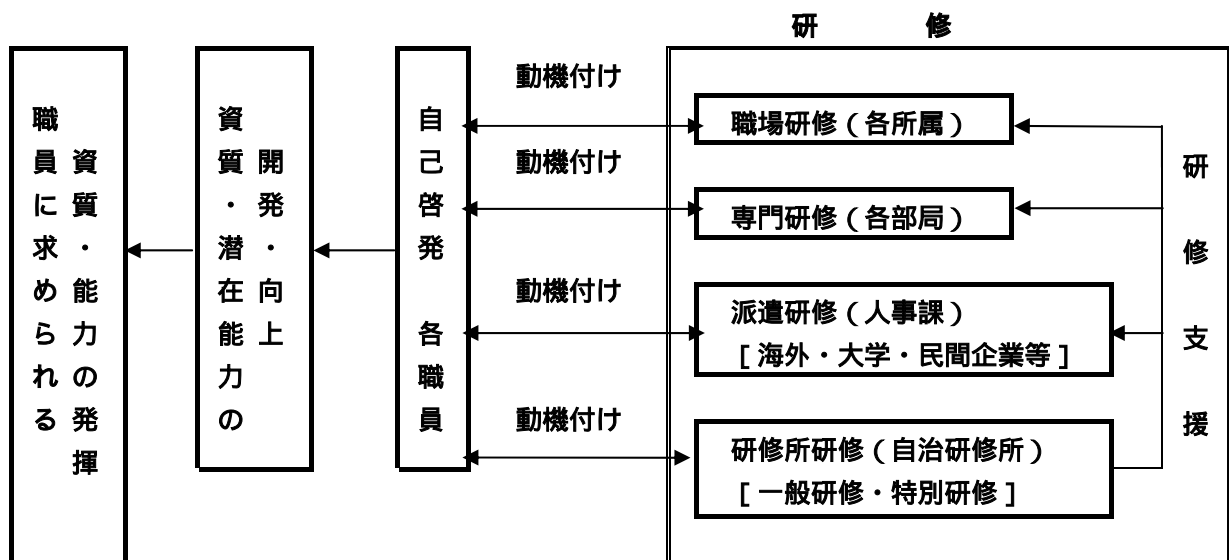 研修
職員に求められる
資質・能力の発揮
資質・潜在能力の
開発・向上
自己啓発 各職員
動機付け
動機付け
動機付け
動機付け
職場研修（各所属）
専門研修（各部局）
派遣研修（人事課）
[海外・大学・民間企業等]
研修所研修（自治研修所）
[一般研修・特別研修]
研修支援